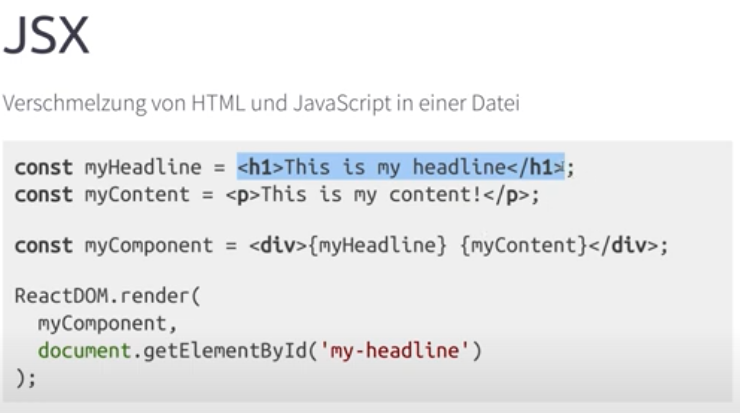 JSX
Verschmelzung von HTML und JavaScript in einer Datei
const myHeadline = <h1>This is my headline</h1>;
const myContent = <p>This is my content!</p>;
const myComponent = <div>{myHeadline} {myContent}</div>;
ReactDOM.render(
myComponent,
document.getElementById('my-headline')
);